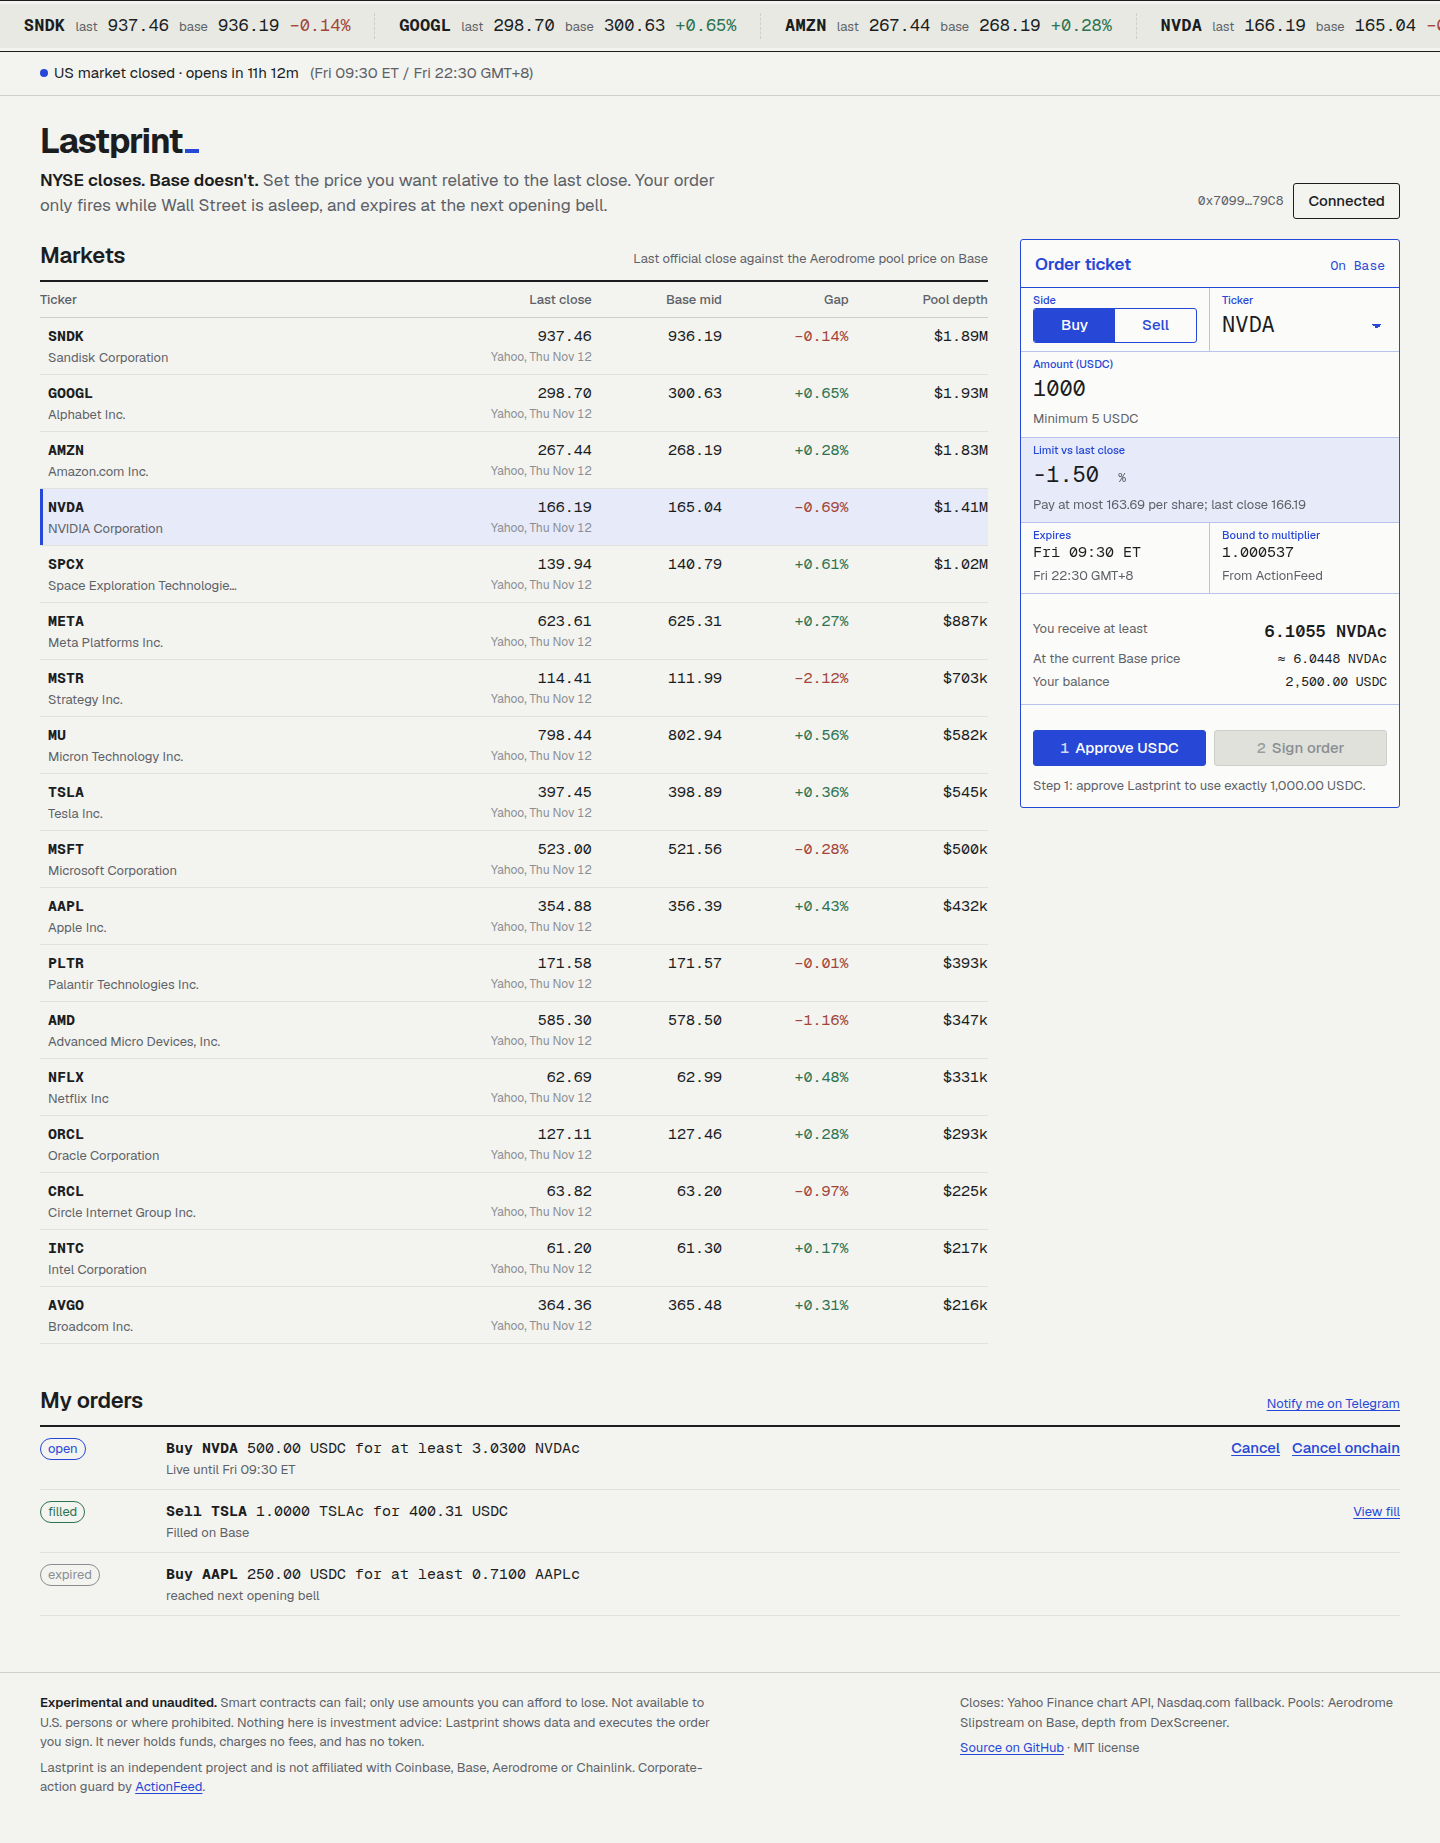 SNDK last 937.46 base 936.19 −0.14% GOOGL last 298.70 base 300.63 +0.65% AMZN last 267.44 base 268.19 +0.28% NVDA last 166.19 base 165.04
US market closed · opens in 11h 12m (Fri 09:30 ET / Fri 22:30 GMT+8)
Lastprint_
NYSE closes. Base doesn't. Set the price you want relative to the last close. Your order
only fires while Wall Street is asleep, and expires at the next opening bell.
0x7099…79C8 Connected
Markets
Last official close against the Aerodrome pool price on Base
Ticker Last close Base mid Gap Pool depth
SNDK 937.46 936.19 −0.14% $1.89M
Sandisk Corporation Yahoo, Thu Nov 12
GOOGL 298.70 300.63 +0.65% $1.93M
Alphabet Inc. Yahoo, Thu Nov 12
AMZN 267.44 268.19 +0.28% $1.83M
Amazon.com Inc. Yahoo, Thu Nov 12
NVDA 166.19 165.04 −0.69% $1.41M
NVIDIA Corporation Yahoo, Thu Nov 12
SPCX 139.94 140.79 +0.61% $1.02M
Space Exploration Technologie… Yahoo, Thu Nov 12
META 623.61 625.31 +0.27% $887k
Meta Platforms Inc. Yahoo, Thu Nov 12
MSTR 114.41 111.99 −2.12% $703k
Strategy Inc. Yahoo, Thu Nov 12
MU 798.44 802.94 +0.56% $582k
Micron Technology Inc. Yahoo, Thu Nov 12
TSLA 397.45 398.89 +0.36% $545k
Tesla Inc. Yahoo, Thu Nov 12
MSFT 523.00 521.56 −0.28% $500k
Microsoft Corporation Yahoo, Thu Nov 12
AAPL 354.88 356.39 +0.43% $432k
Apple Inc. Yahoo, Thu Nov 12
PLTR 171.58 171.57 −0.01% $393k
Palantir Technologies Inc. Yahoo, Thu Nov 12
AMD 585.30 578.50 −1.16% $347k
Advanced Micro Devices, Inc. Yahoo, Thu Nov 12
NFLX 62.69 62.99 +0.48% $331k
Netflix Inc Yahoo, Thu Nov 12
ORCL 127.11 127.46 +0.28% $293k
Oracle Corporation Yahoo, Thu Nov 12
CRCL 63.82 63.20 −0.97% $225k
Circle Internet Group Inc. Yahoo, Thu Nov 12
INTC 61.20 61.30 +0.17% $217k
Intel Corporation Yahoo, Thu Nov 12
AVGO 364.36 365.48 +0.31% $216k
Broadcom Inc. Yahoo, Thu Nov 12
Order ticket On Base
Side Ticker
Buy Sell NVDA
Amount (USDC)
1000
Minimum 5 USDC
Limit vs last close
-1.50 %
Pay at most 163.69 per share; last close 166.19
Expires Bound to multiplier
Fri 09:30 ET 1.000537
Fri 22:30 GMT+8 From ActionFeed
You receive at least 6.1055 NVDAc
At the current Base price ≈ 6.0448 NVDAc
Your balance 2,500.00 USDC
1 Approve USDC 2 Sign order
Step 1: approve Lastprint to use exactly 1,000.00 USDC.
My orders Notify me on Telegram
open Buy NVDA 500.00 USDC for at least 3.0300 NVDAc Cancel Cancel onchain
Live until Fri 09:30 ET
filled Sell TSLA 1.0000 TSLAc for 400.31 USDC View fill
Filled on Base
expired Buy AAPL 250.00 USDC for at least 0.7100 AAPLc
reached next opening bell
Experimental and unaudited. Smart contracts can fail; only use amounts you can afford to lose. Not available to
U.S. persons or where prohibited. Nothing here is investment advice: Lastprint shows data and executes the order
you sign. It never holds funds, charges no fees, and has no token.
Lastprint is an independent project and is not affiliated with Coinbase, Base, Aerodrome or Chainlink. Corporate-
action guard by ActionFeed.
Closes: Yahoo Finance chart API, Nasdaq.com fallback. Pools: Aerodrome
Slipstream on Base, depth from DexScreener.
Source on GitHub · MIT license